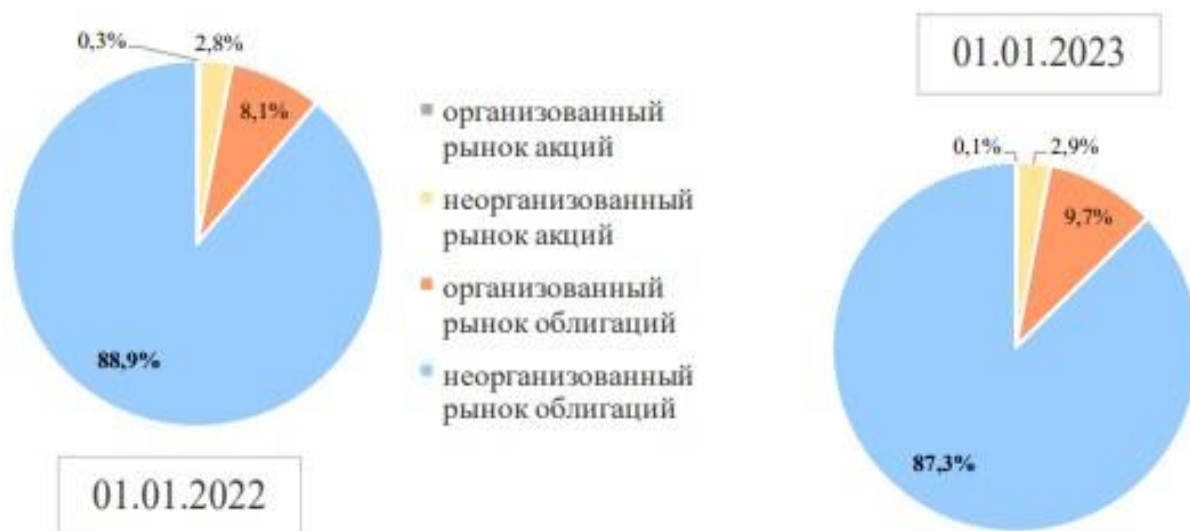 0,3%
2,8%
8,1%
88,9%
01.01.2022
организованный
рынок акций
неорганизованный
рынок акций
организованный
рынок облигаций
неорганизованный
рынок облигаций
01.01.2023
0,1%
2,9%
9,7%
87,3%